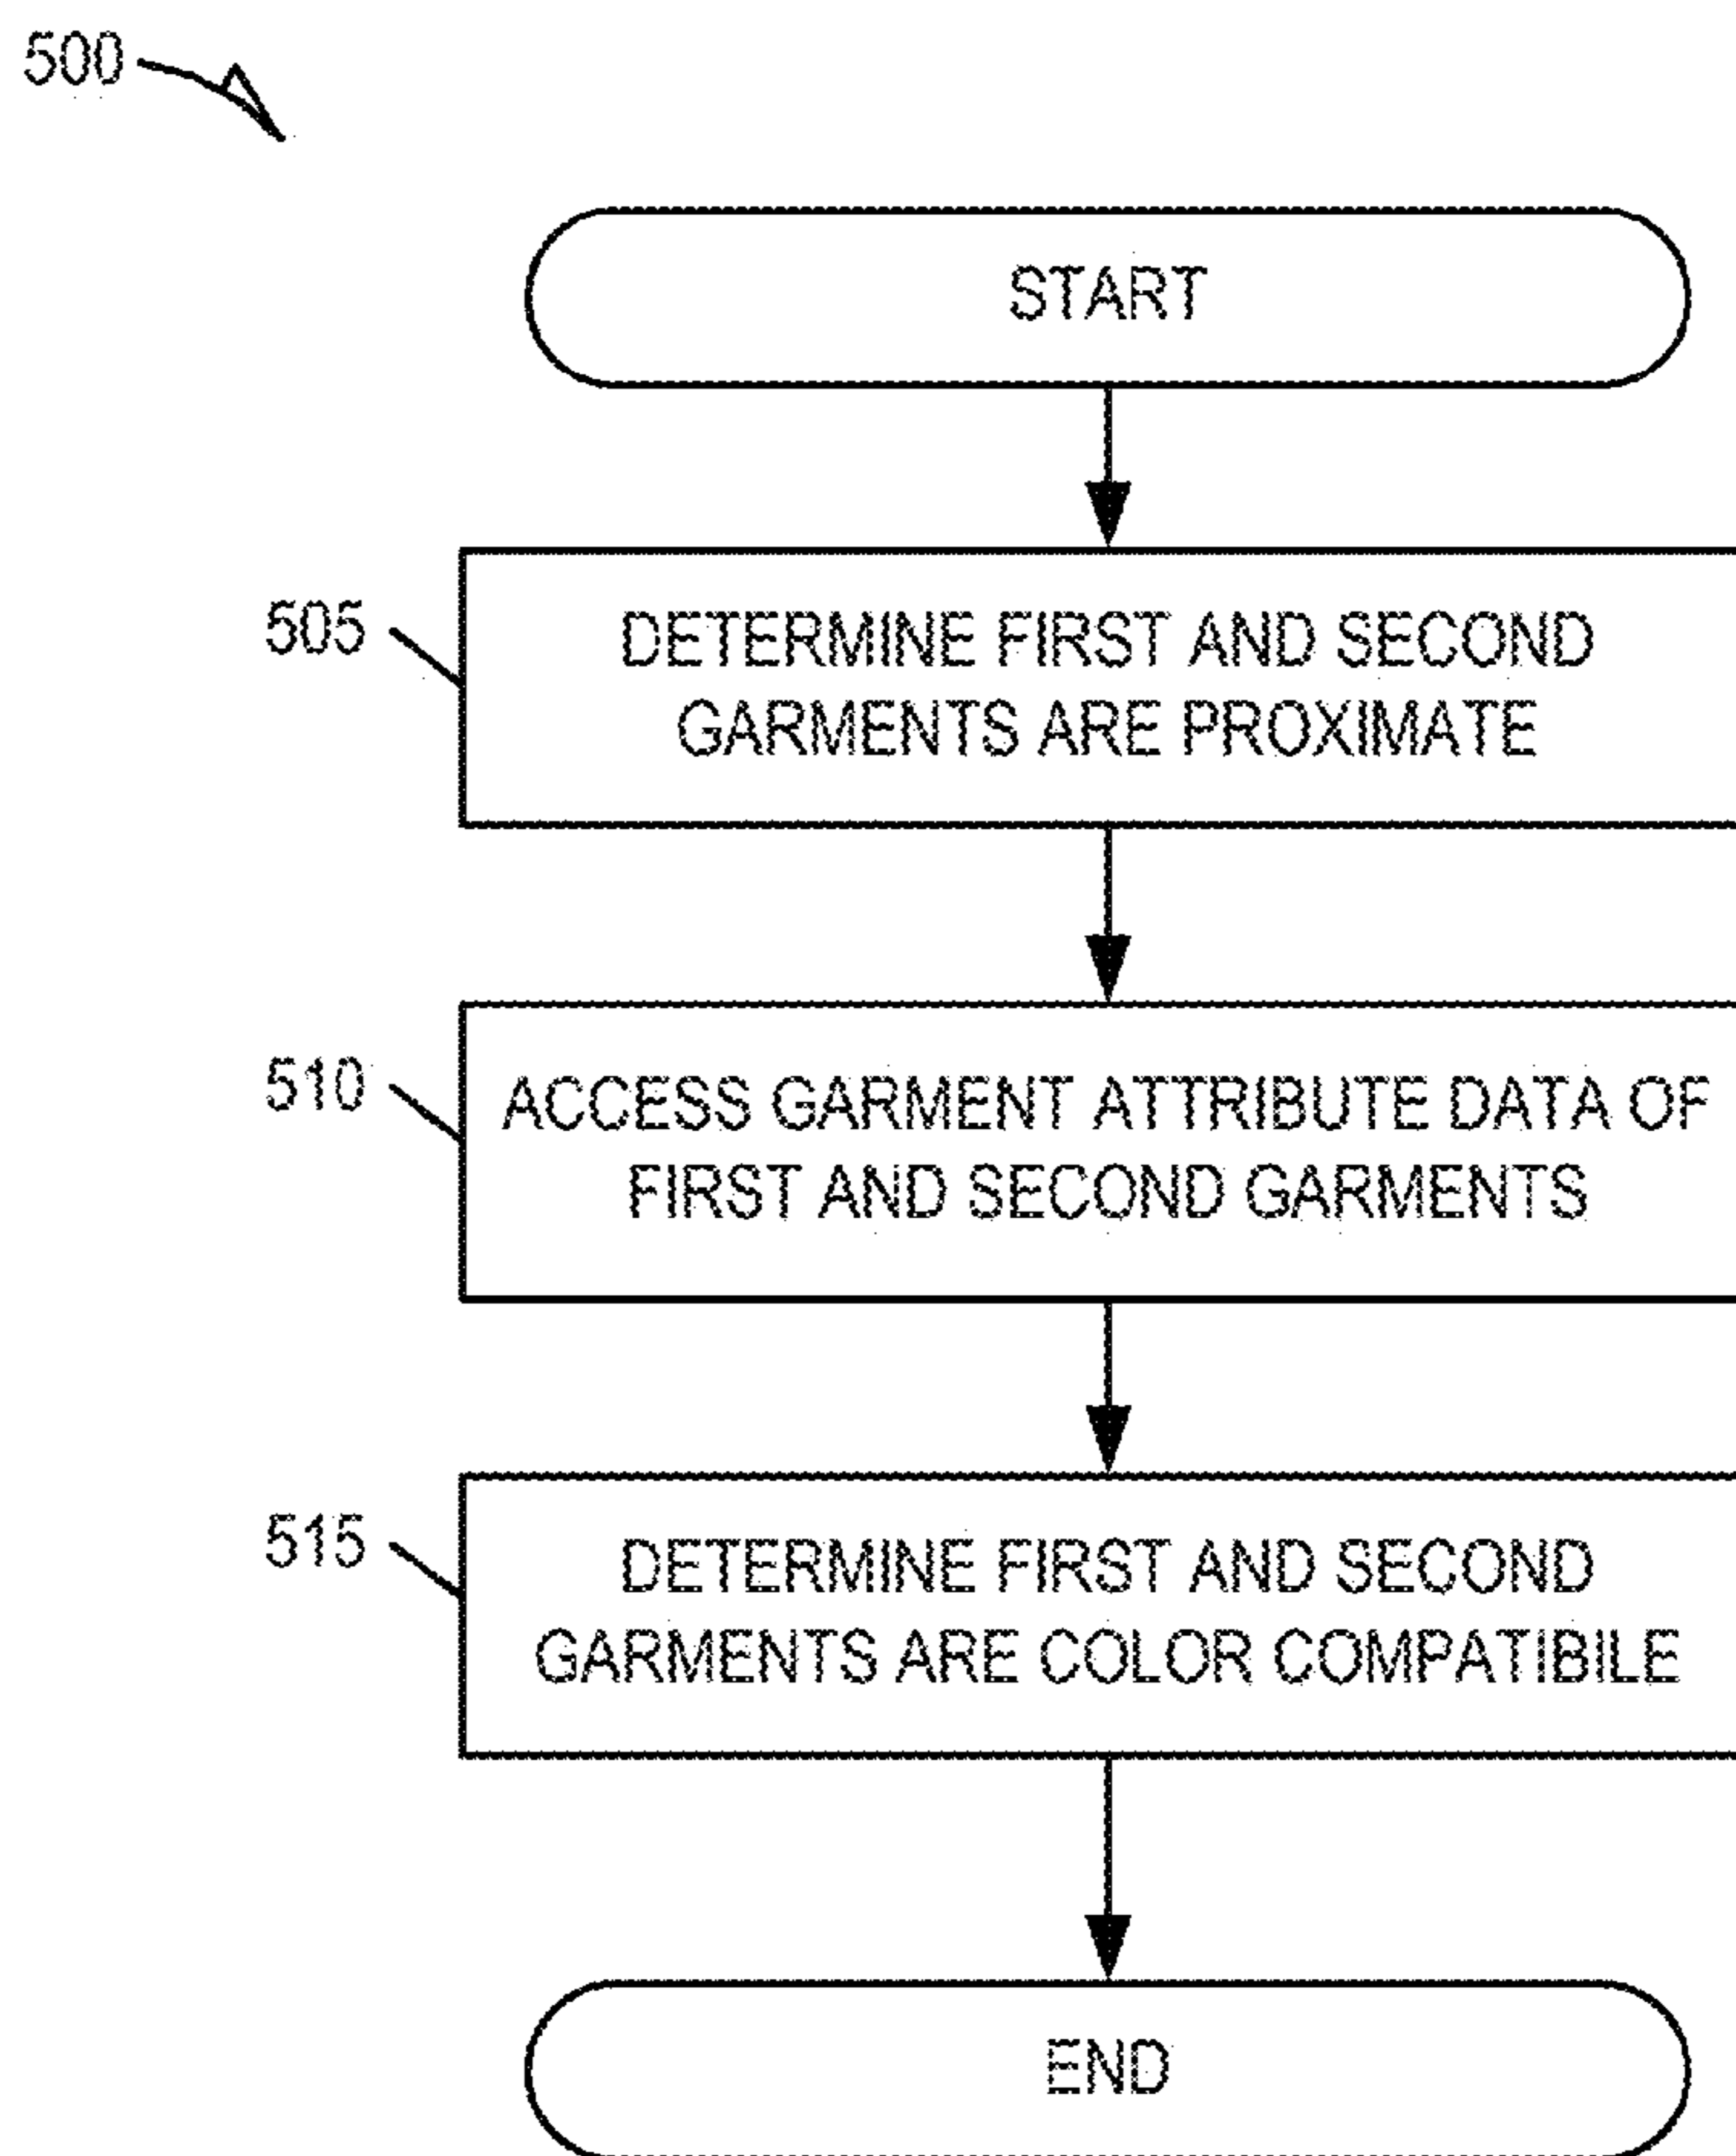 500
START
505
DETERMINE FIRST AND SECOND
GARMENTS ARE PROXIMATE
510
ACCESS GARMENT ATTRIBUTE DATA OF
FIRST AND SECOND GARMENTS
515
DETERMINE FIRST AND SECOND
GARMENTS ARE COLOR COMPATIBILE
END